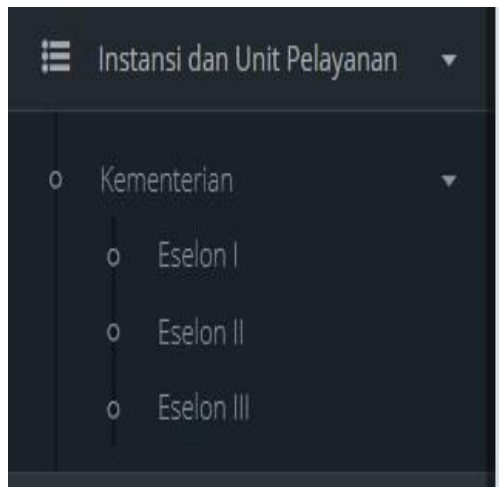 Instansi dan Unit Pelayanan
Kementerian
Eselon I
Eselon II
Eselon III